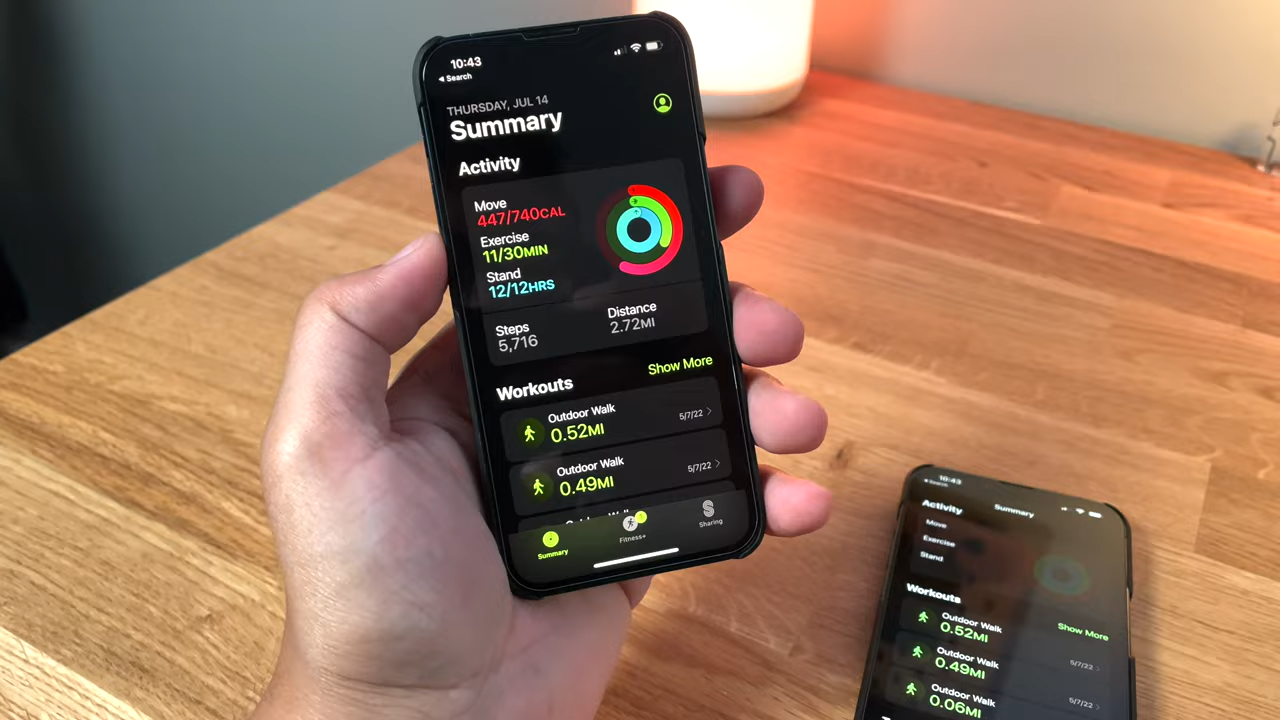 10:43
◀ Search
THURSDAY, JUL 14
Summary
Activity
Move
447/740CAL
Exercise
11/30MIN
Stand
12/12HRS
Steps
5,716
Distance
2.72MI
Workouts
Show More
Outdoor Walk
0.52MI
5/7/22
Outdoor Walk
0.49MI
5/7/22
Summary
Fitness+
Sharing
10:43
◀ Search
Activity
Summary
Move
Exercise
Stand
Workouts
Show More
Outdoor Walk
0.52MI
5/7/22
Outdoor Walk
0.49MI
5/7/22
Outdoor Walk
0.06MI